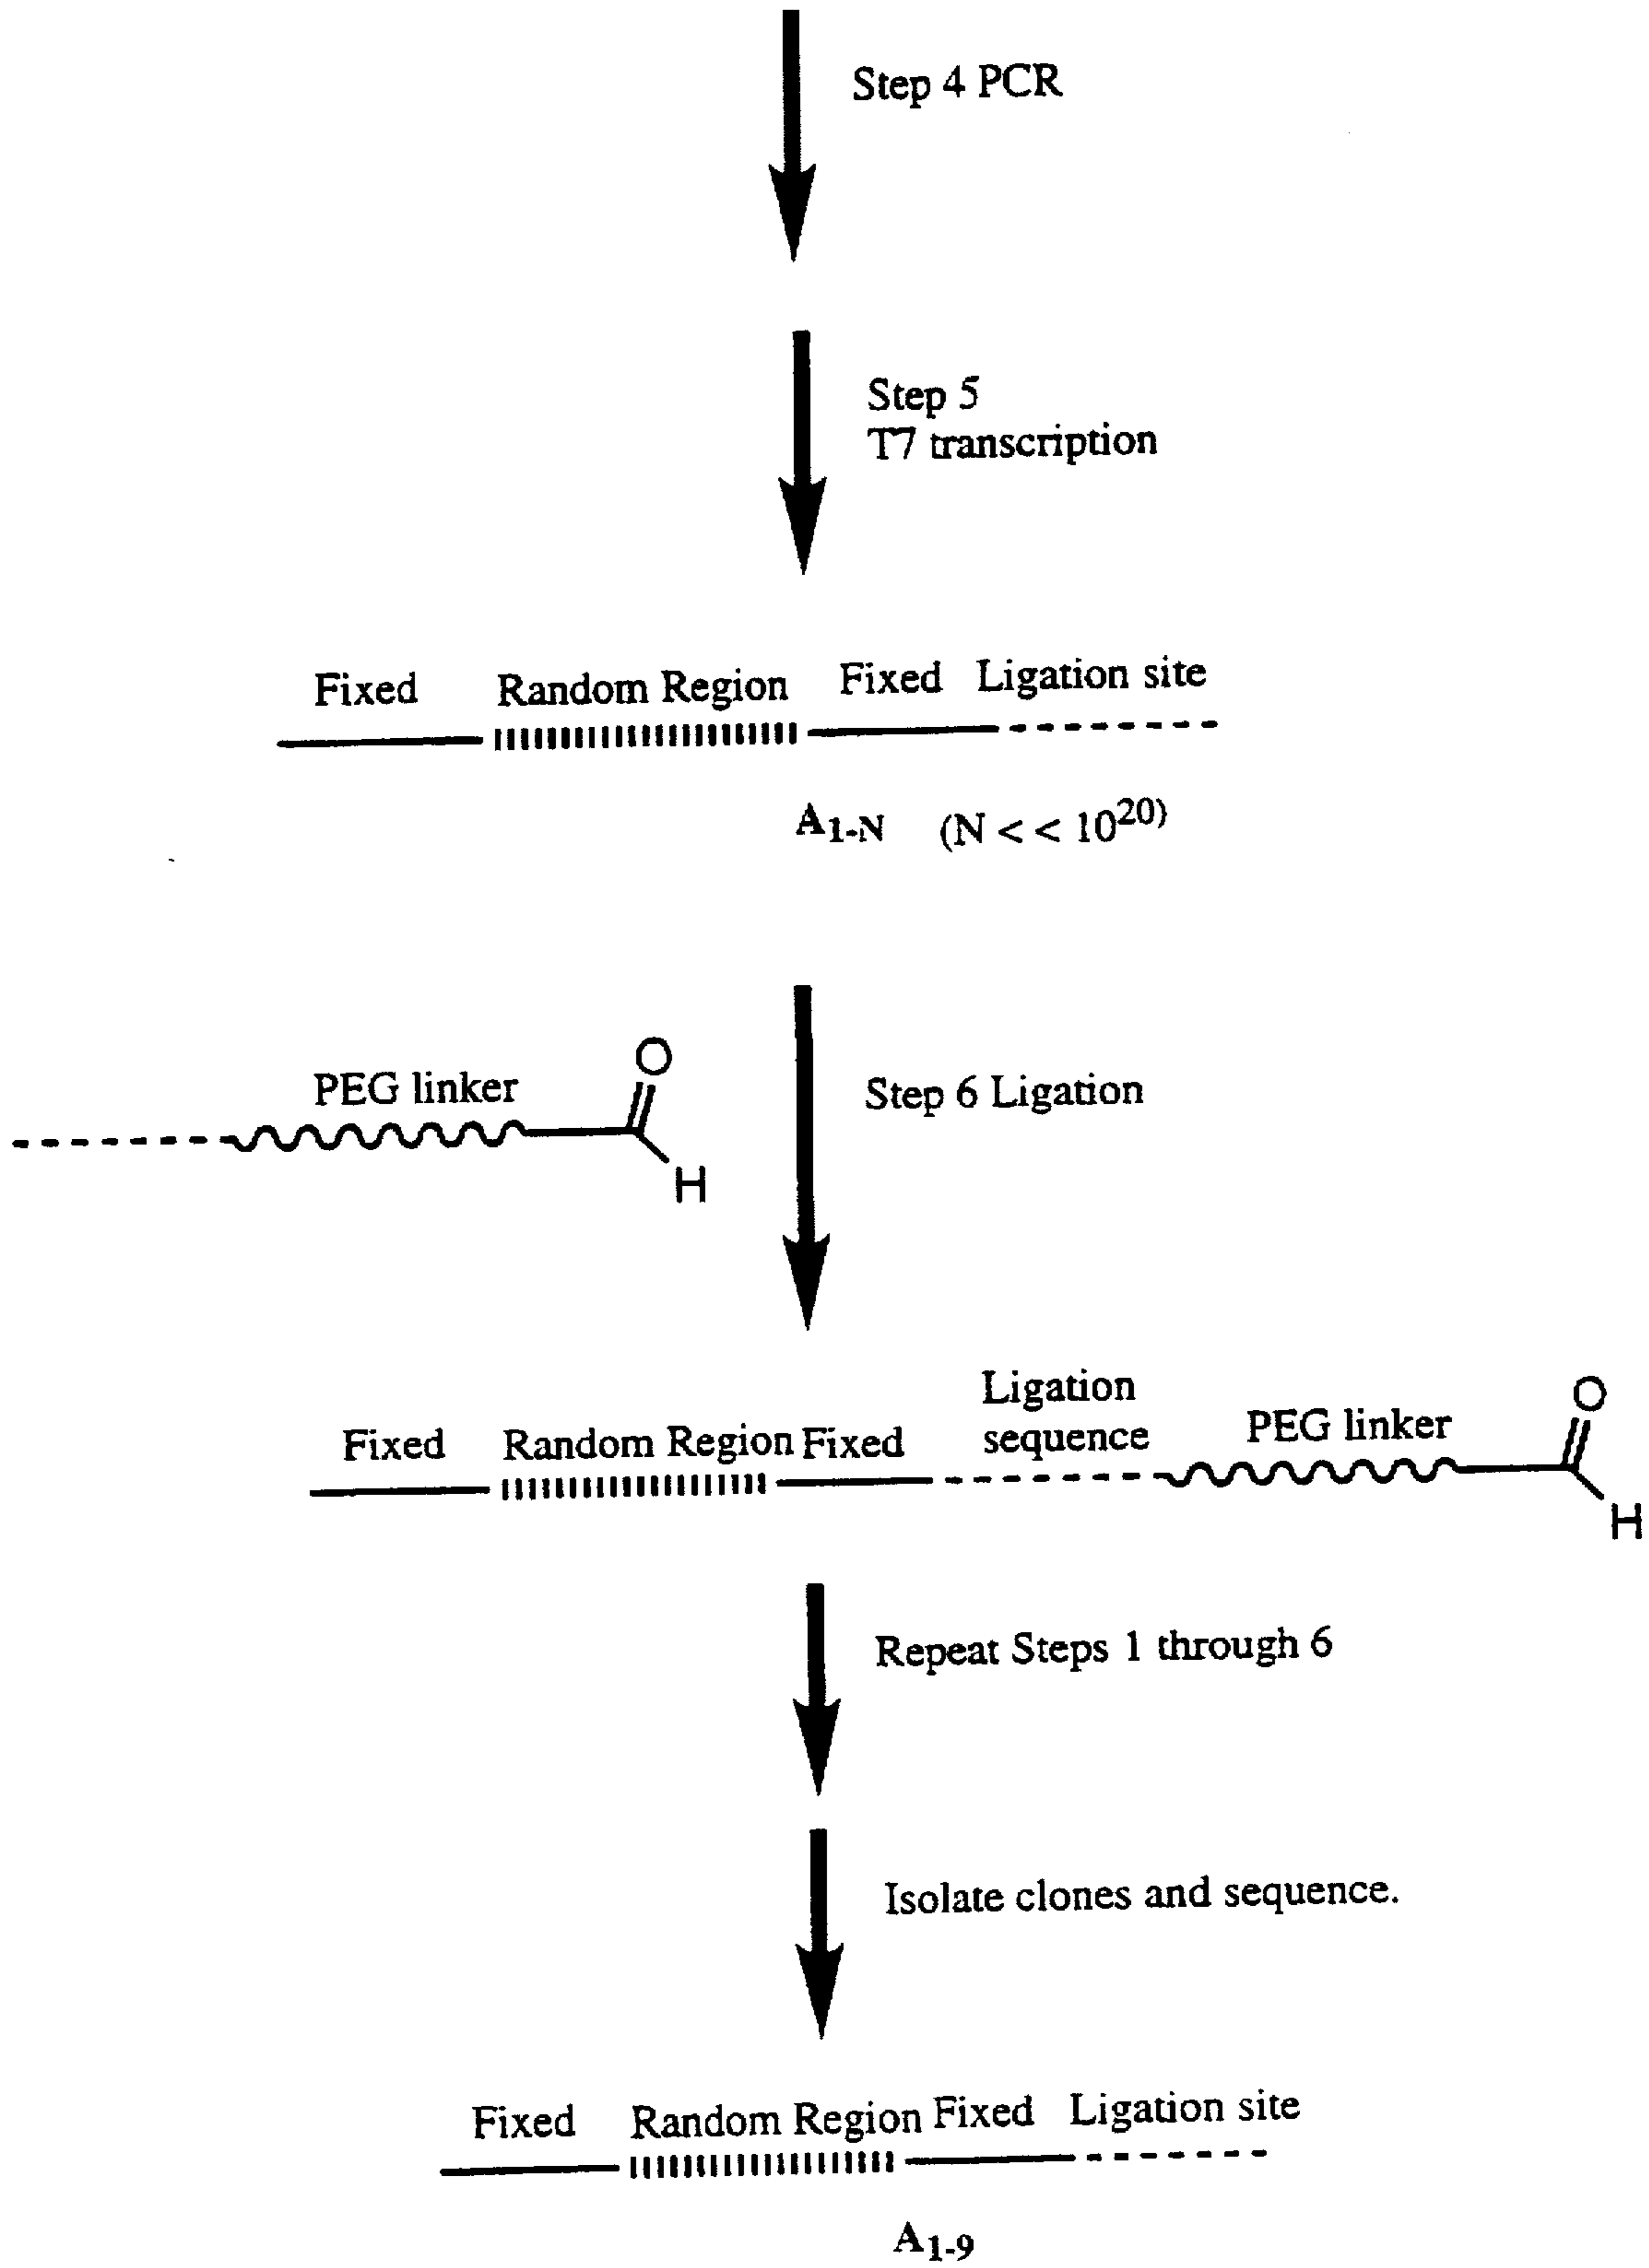 Step 4 PCR
Step 5
T7 transcription
Fixed Random Region Fixed Ligation site
A1-N (N < < 10^20)
PEG linker
O
H
Step 6 Ligation
Fixed Random Region Fixed Ligation
sequence PEG linker
O
H
Repeat Steps 1 through 6
Isolate clones and sequence.
Fixed Random Region Fixed Ligation site
A1-9